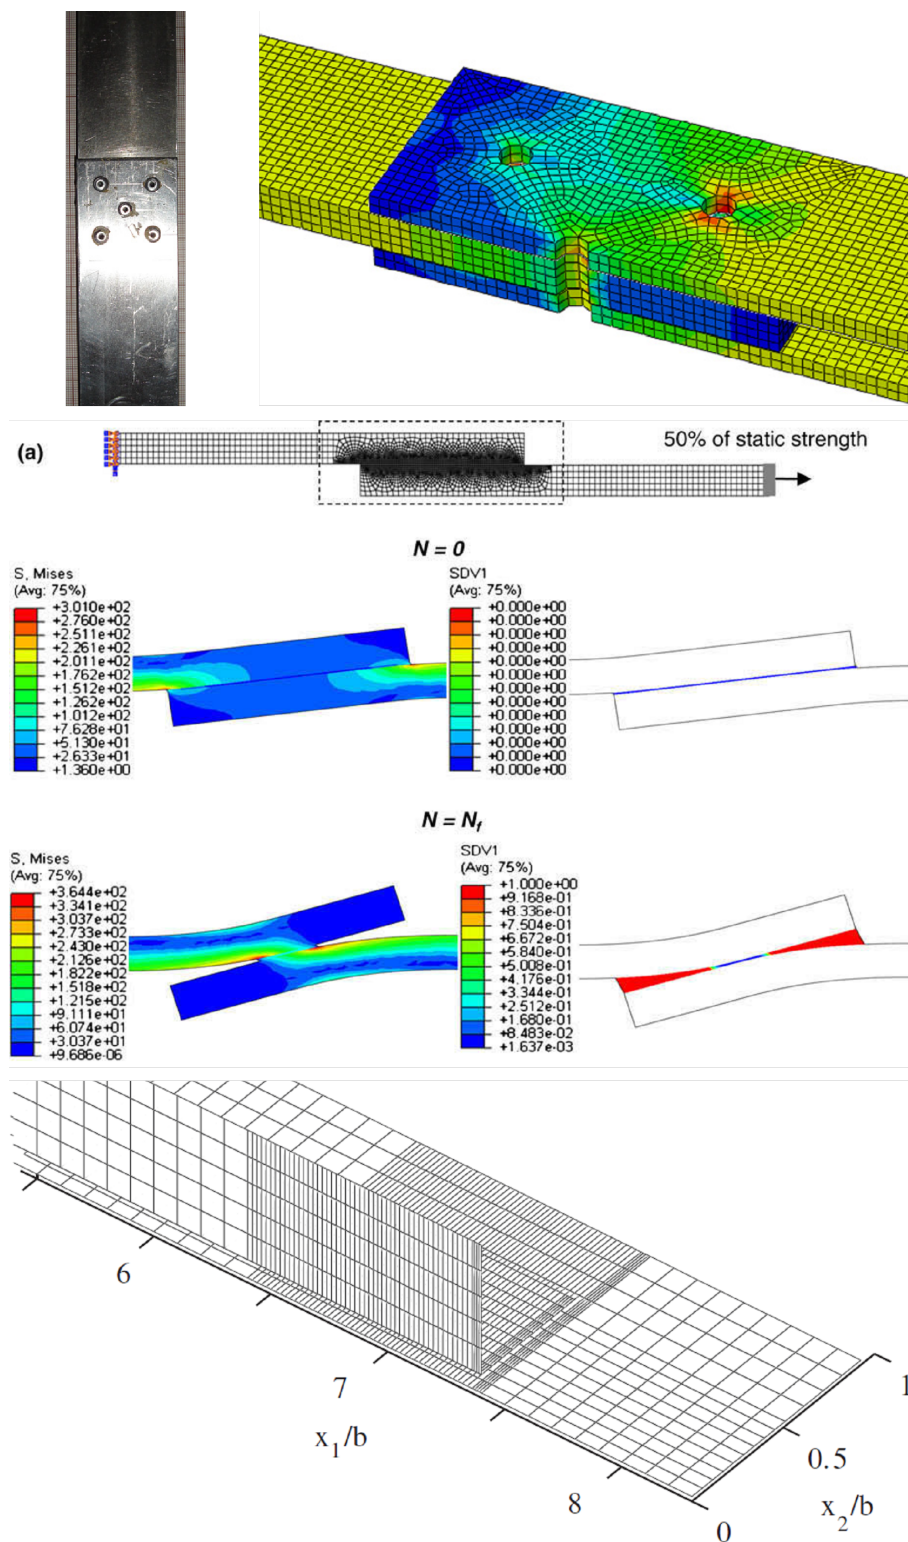 (a)
50% of static strength
N = 0
S, Mises
(Avg: 75%)
+3.010e+02
+2.760e+02
+2.511e+02
+2.261e+02
+2.011e+02
+1.762e+02
+1.512e+02
+1.262e+02
+1.012e+02
+7.628e+01
+5.130e+01
+2.633e+01
+1.360e+00
SDV1
(Avg: 75%)
+0.000e+00
+0.000e+00
+0.000e+00
+0.000e+00
+0.000e+00
+0.000e+00
+0.000e+00
+0.000e+00
+0.000e+00
+0.000e+00
+0.000e+00
+0.000e+00
+0.000e+00
N = Nf
S, Mises
(Avg: 75%)
+3.644e+02
+3.341e+02
+3.037e+02
+2.733e+02
+2.430e+02
+2.126e+02
+1.822e+02
+1.518e+02
+1.215e+02
+9.111e+01
+6.074e+01
+3.037e+01
+9.686e-06
SDV1
(Avg: 75%)
+1.000e+00
+9.168e-01
+8.336e-01
+7.504e-01
+6.672e-01
+5.840e-01
+5.008e-01
+4.176e-01
+3.344e-01
+2.512e-01
+1.680e-01
+8.483e-02
+1.637e-03
6
7
x1/b
8
0
0.5
1
x2/b